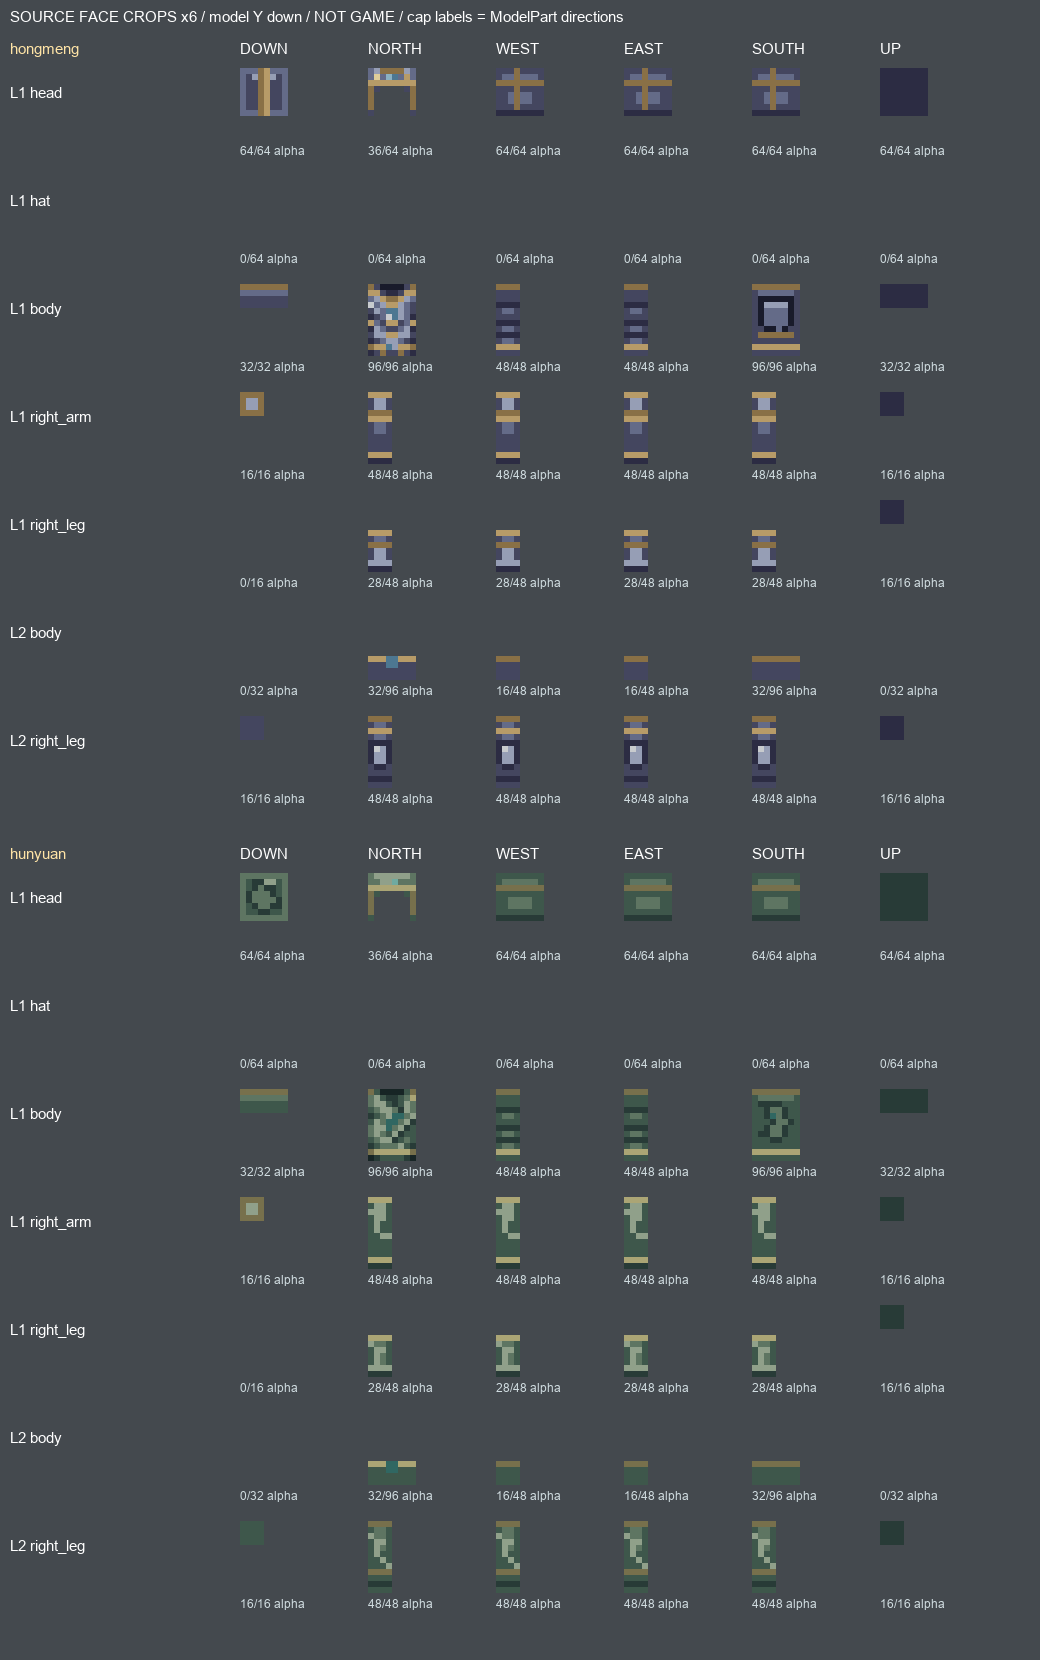 SOURCE FACE CROPS x6 / model Y down / NOT GAME / cap labels = ModelPart directions
hongmeng DOWN NORTH WEST EAST SOUTH UP
L1 head
64/64 alpha 36/64 alpha 64/64 alpha 64/64 alpha 64/64 alpha 64/64 alpha
L1 hat
0/64 alpha 0/64 alpha 0/64 alpha 0/64 alpha 0/64 alpha 0/64 alpha
L1 body
32/32 alpha 96/96 alpha 48/48 alpha 48/48 alpha 96/96 alpha 32/32 alpha
L1 right_arm
16/16 alpha 48/48 alpha 48/48 alpha 48/48 alpha 48/48 alpha 16/16 alpha
L1 right_leg
0/16 alpha 28/48 alpha 28/48 alpha 28/48 alpha 28/48 alpha 16/16 alpha
L2 body
0/32 alpha 32/96 alpha 16/48 alpha 16/48 alpha 32/96 alpha 0/32 alpha
L2 right_leg
16/16 alpha 48/48 alpha 48/48 alpha 48/48 alpha 48/48 alpha 16/16 alpha
hunyuan DOWN NORTH WEST EAST SOUTH UP
L1 head
64/64 alpha 36/64 alpha 64/64 alpha 64/64 alpha 64/64 alpha 64/64 alpha
L1 hat
0/64 alpha 0/64 alpha 0/64 alpha 0/64 alpha 0/64 alpha 0/64 alpha
L1 body
32/32 alpha 96/96 alpha 48/48 alpha 48/48 alpha 96/96 alpha 32/32 alpha
L1 right_arm
16/16 alpha 48/48 alpha 48/48 alpha 48/48 alpha 48/48 alpha 16/16 alpha
L1 right_leg
0/16 alpha 28/48 alpha 28/48 alpha 28/48 alpha 28/48 alpha 16/16 alpha
L2 body
0/32 alpha 32/96 alpha 16/48 alpha 16/48 alpha 32/96 alpha 0/32 alpha
L2 right_leg
16/16 alpha 48/48 alpha 48/48 alpha 48/48 alpha 48/48 alpha 16/16 alpha